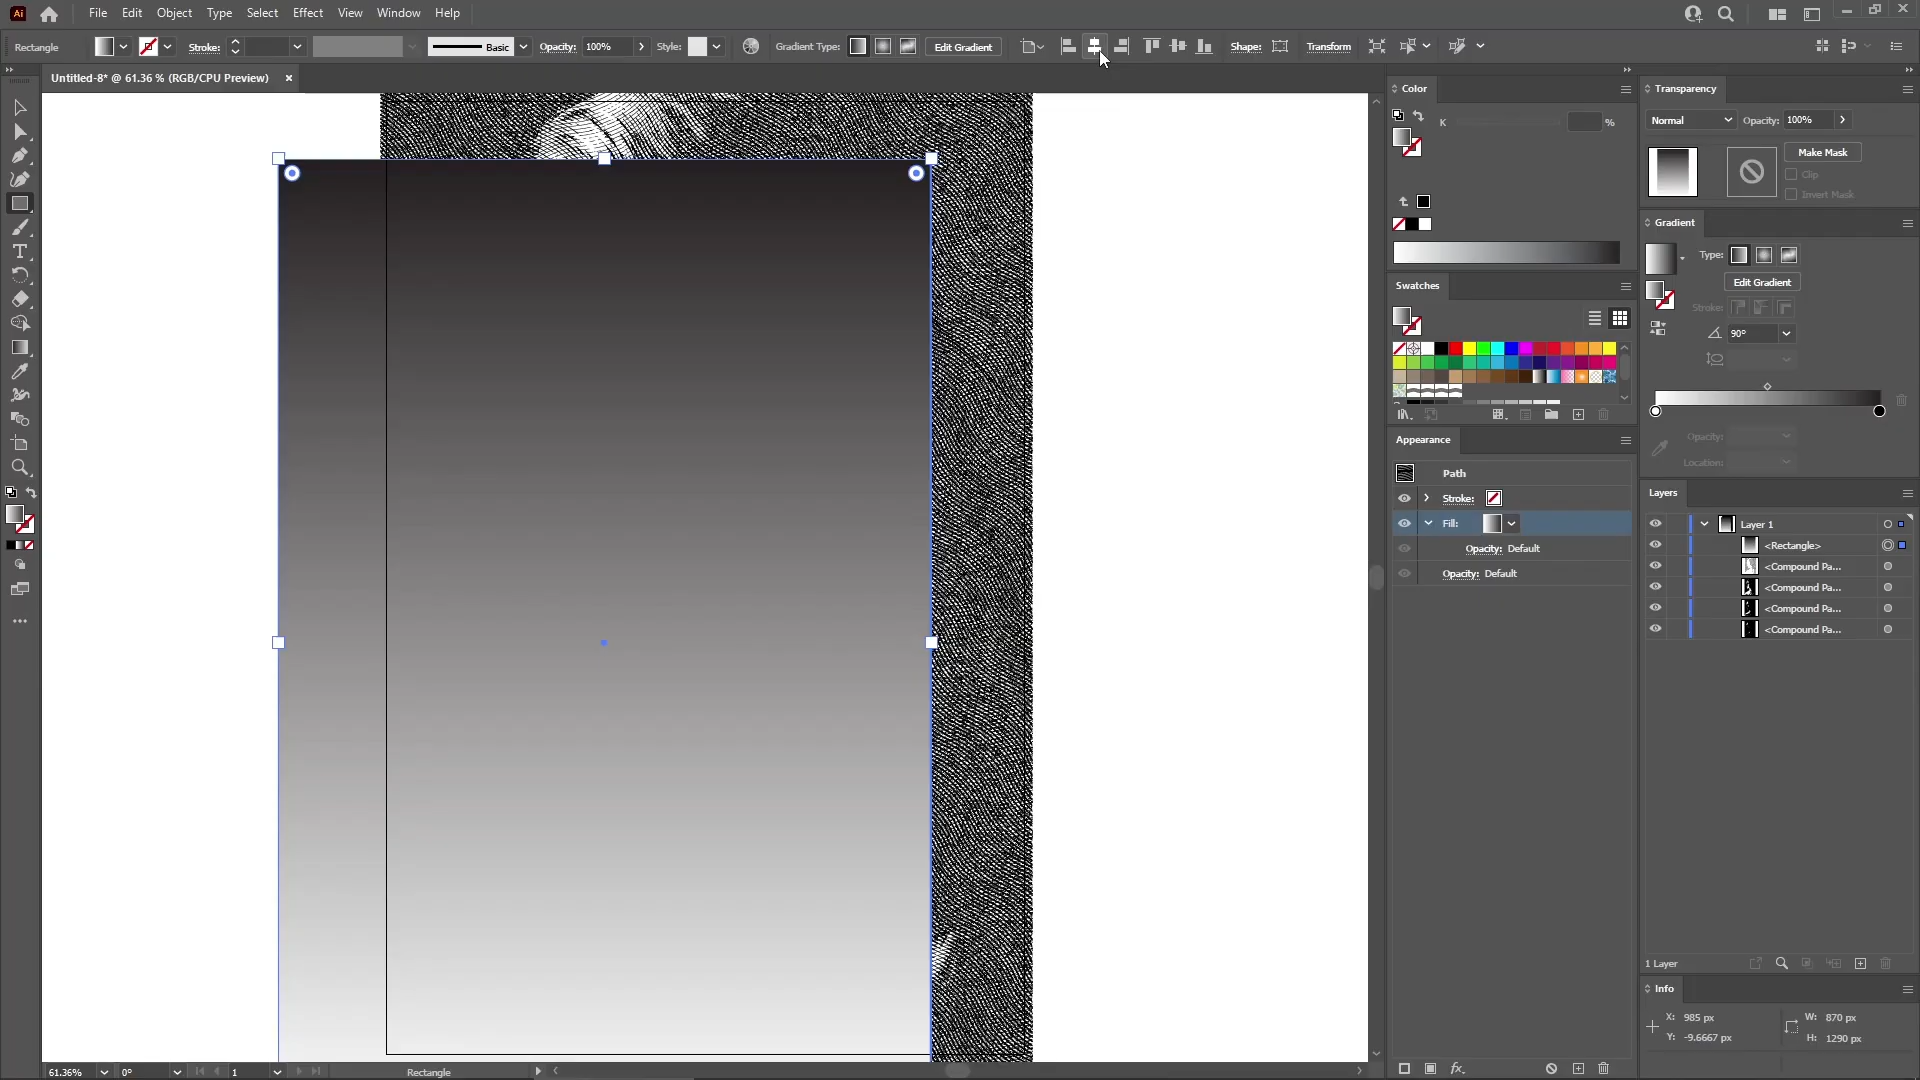 Ai File Edit Object Type Select Effect View Window Help
Rectangle Stroke: Basic Opacity: 100% Style: Gradient Type: Edit Gradient Shape: Transform
Untitled-8* @ 61.36 % (RGB/CPU Preview)
Color
K %
Transparency
Normal Opacity: 100%
Make Mask
Clip
Invert Mask
Gradient
Type:
Edit Gradient
Stroke:
90°
Opacity:
Location:
Swatches
Appearance
Path
Stroke:
Fill:
Opacity: Default
Opacity: Default
Layers
Layer 1
<Rectangle>
<Compound Pa...
<Compound Pa...
<Compound Pa...
<Compound Pa...
1 Layer
Info
X: 985 px
Y: -9.6667 px
W: 870 px
H: 1290 px
fx
61.36% 0° 1 Rectangle